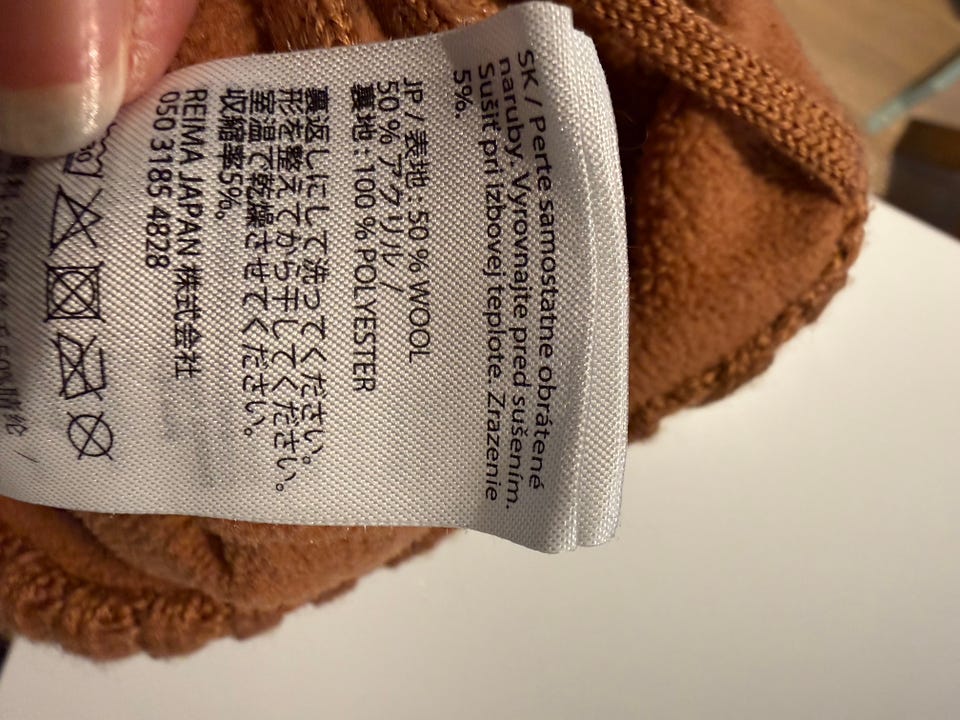 SK / Perte samostatne obrátené
naruby. Vyrovnajte pred sušením.
Sušiť pri izbovej teplote. Zrazenie
5%.
JP / 表地 : 50 % WOOL
50 % アクリル /
裏地 : 100 % POLYESTER
裏返しにして洗ってください。
形を整えてから干してください。
室温で乾燥させてください。
収縮率5%。
REIMA JAPAN 株式会社
050 3185 4828